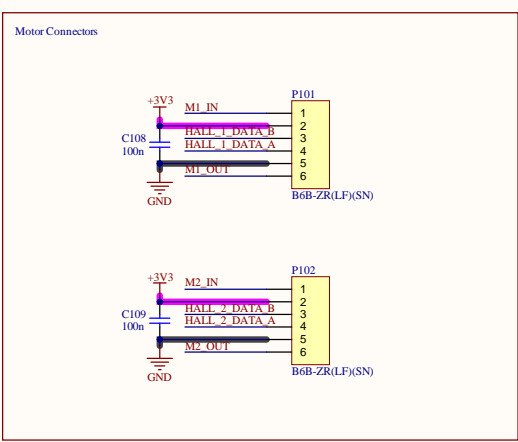 Motor Connectors
P101
+3V3
M1_IN
1
2
HALL_1_DATA_B
3
C108
HALL_1_DATA_A
4
100n
5
M1_OUT
6
GND
B6B-ZR(LF)(SN)
P102
+3V3
M2_IN
1
2
HALL_2_DATA_B
3
C109
HALL_2_DATA_A
4
100n
5
M2_OUT
6
GND
B6B-ZR(LF)(SN)